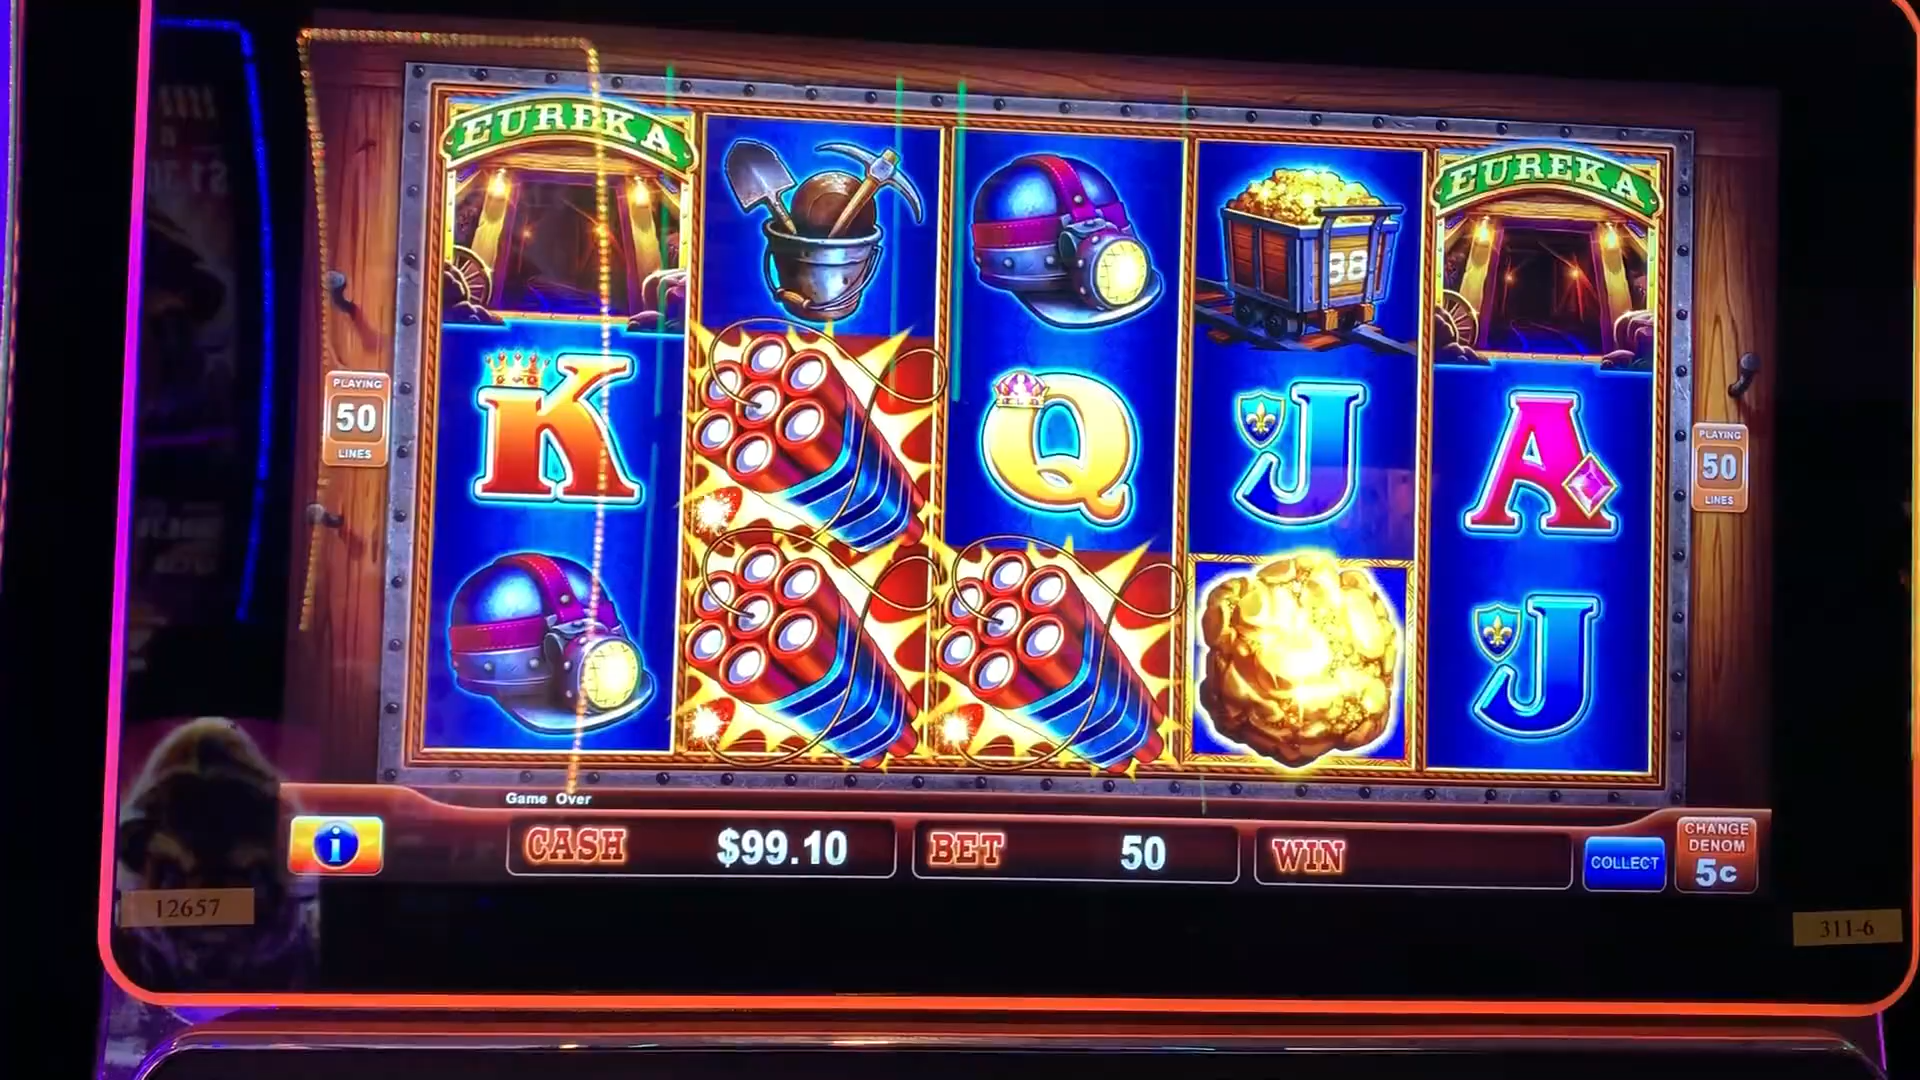 EUREKA
EUREKA
88
K
Q
J
A
J
PLAYING
50
LINES
PLAYING
50
LINES
Game Over
i
CASH $99.10
BET 50
WIN
COLLECT
CHANGE
DENOM
5c
12657
311-6